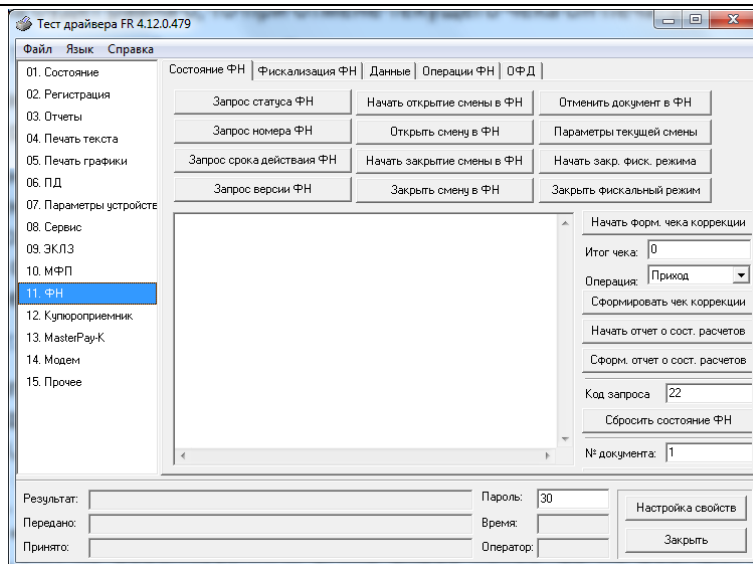 Тест драйвера FR 4.12.0.479
Файл Язык Справка
01. Состояние
02. Регистрация
03. Отчеты
04. Печать текста
05. Печать графики
06. ПД
07. Параметры устройств
08. Сервис
09. ЭКЛЗ
10. МФП
11. ФН
12. Купюроприемник
13. MasterPay-K
14. Модем
15. Прочее
Состояние ФН Фискализация ФН Данные Операции ФН ОФД
Запрос статуса ФН Начать открытие смены в ФН Отменить документ в ФН
Запрос номера ФН Открыть смену в ФН Параметры текущей смены
Запрос срока действаия ФН Начать закрытие смены в ФН Начать закр. фиск. режима
Запрос версии ФН Закрыть смену в ФН Закрыть фискальный режим
Начать форм. чека коррекции
Итог чека: 0
Операция: Приход
Сформировать чек коррекции
Начать отчет о сост. расчетов
Сформ. отчет о сост. расчетов
Код запроса 22
Сбросить состояние ФН
№ документа: 1
Результат: Пароль: 30 Настройка свойств
Передано: Время:
Принято: Оператор: Закрыть